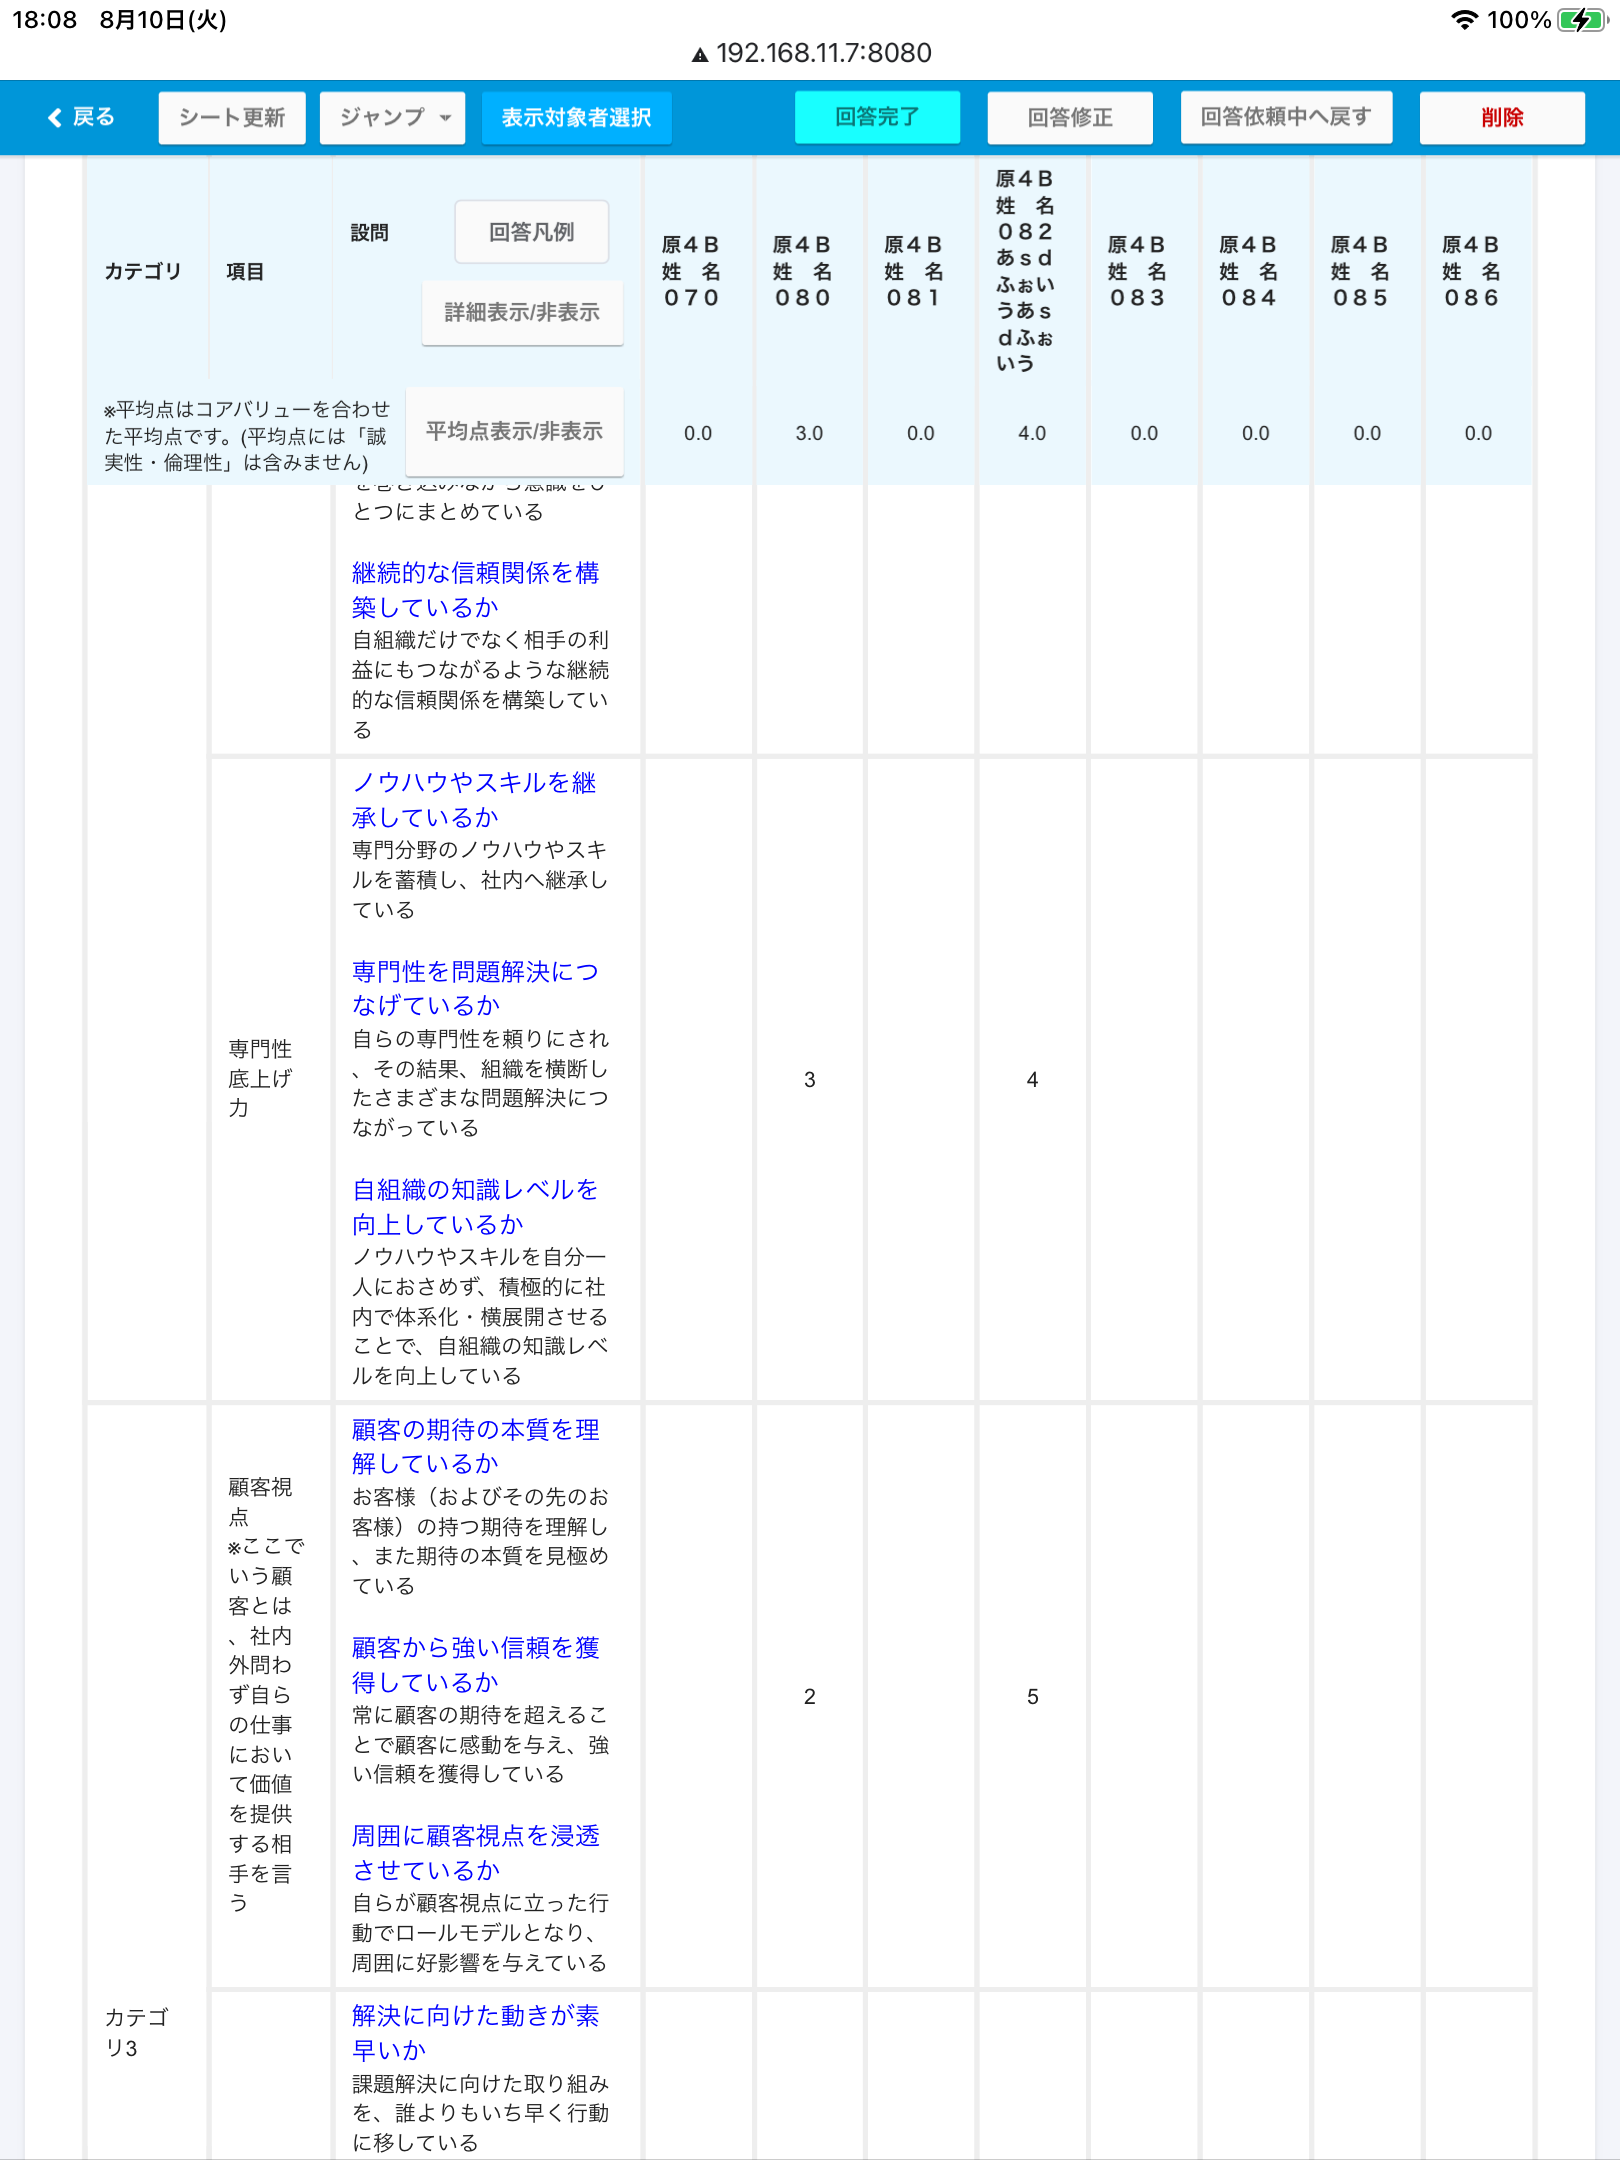 18:08 8月10日(火) 100%
192.168.11.7:8080
戻る シート更新 ジャンプ 表示対象者選択 回答完了 回答修正 回答依頼中へ戻す 削除
カテゴリ
項目
設問
回答凡例
詳細表示/非表示
原４Ｂ
姓　名
０７０
原４Ｂ
姓　名
０８０
原４Ｂ
姓　名
０８１
原４Ｂ
姓　名
０８２
あｓｄ
ふぉい
うあｓ
ｄふぉ
いう
原４Ｂ
姓　名
０８３
原４Ｂ
姓　名
０８４
原４Ｂ
姓　名
０８５
原４Ｂ
姓　名
０８６
※平均点はコアバリューを合わせ
た平均点です。(平均点には「誠
実性・倫理性」は含みません)
平均点表示/非表示
0.0 3.0 0.0 4.0 0.0 0.0 0.0 0.0
を巻き込みながら意識をひ
とつにまとめている
継続的な信頼関係を構
築しているか
自組織だけでなく相手の利
益にもつながるような継続
的な信頼関係を構築してい
る
専門性
底上げ
力
ノウハウやスキルを継
承しているか
専門分野のノウハウやスキ
ルを蓄積し、社内へ継承し
ている
専門性を問題解決につ
なげているか
自らの専門性を頼りにされ
、その結果、組織を横断し
たさまざまな問題解決につ
ながっている
自組織の知識レベルを
向上しているか
ノウハウやスキルを自分一
人におさめず、積極的に社
内で体系化・横展開させる
ことで、自組織の知識レベ
ルを向上している
3 4
カテゴ
リ3
顧客視
点
※ここで
いう顧
客とは
、社内
外問わ
ず自ら
の仕事
におい
て価値
を提供
する相
手を言
う
顧客の期待の本質を理
解しているか
お客様（およびその先のお
客様）の持つ期待を理解し
、また期待の本質を見極め
ている
顧客から強い信頼を獲
得しているか
常に顧客の期待を超えるこ
とで顧客に感動を与え、強
い信頼を獲得している
周囲に顧客視点を浸透
させているか
自らが顧客視点に立った行
動でロールモデルとなり、
周囲に好影響を与えている
2 5
解決に向けた動きが素
早いか
課題解決に向けた取り組み
を、誰よりもいち早く行動
に移している